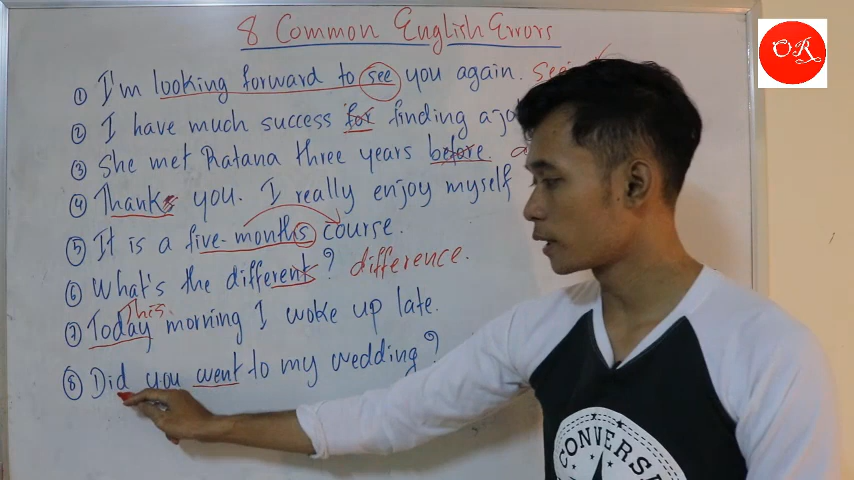 8 Common English Errors
① I'm looking forward to see you again.
② I have much success for finding a jo
③ She met Ratana three years before. a
④ Thanks you. I really enjoy myself
⑤ It is a five-months course.
⑥ What's the different? difference.
This.
⑦ Today morning I woke up late.
⑧ Did you went to my wedding?
OR
CONVERSA